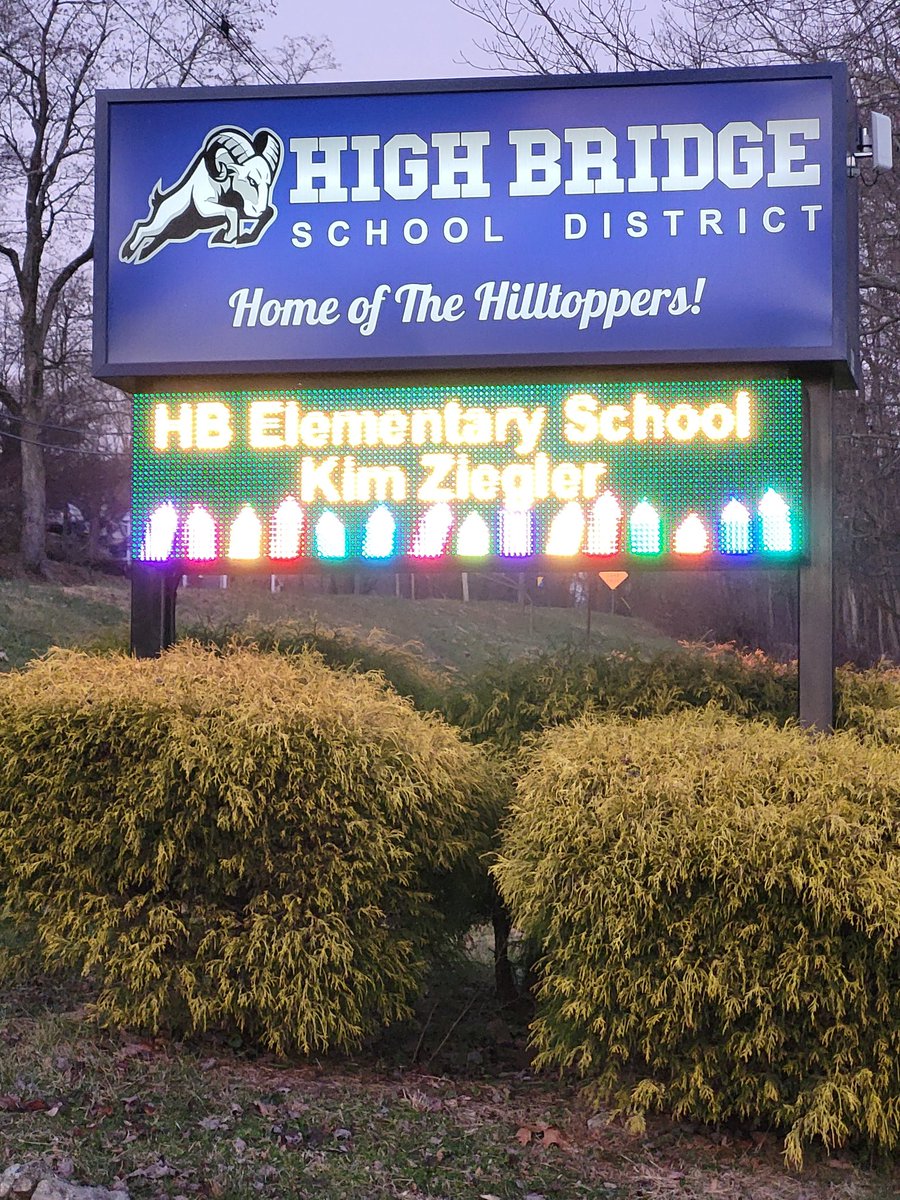 HIGH BRIDGE
SCHOOL DISTRICT
Home of The Hilltoppers!
HB Elementary School
Kim Ziegler